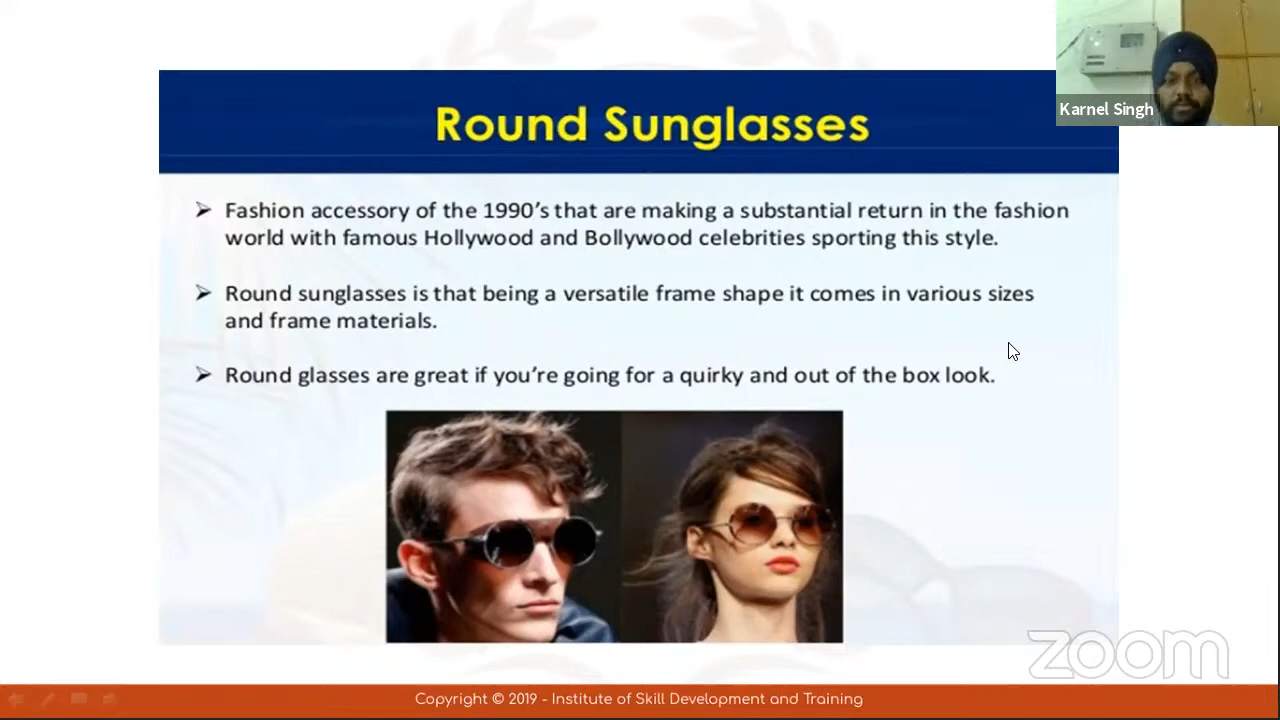 Round Sunglasses
Karnel Singh
➢ Fashion accessory of the 1990's that are making a substantial return in the fashion
world with famous Hollywood and Bollywood celebrities sporting this style.
➢ Round sunglasses is that being a versatile frame shape it comes in various sizes
and frame materials.
➢ Round glasses are great if you're going for a quirky and out of the box look.
zoom
Copyright © 2019 - Institute of Skill Development and Training